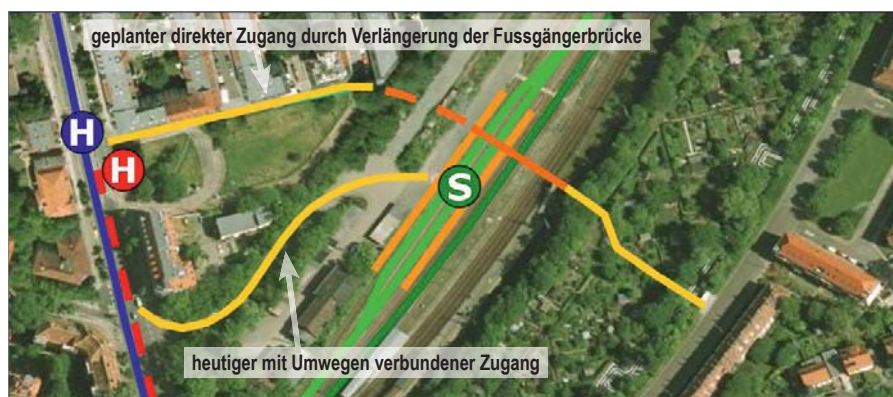 geplanter direkter Zugang durch Verlängerung der Fussgängerbrücke
H
H
S
heutiger mit Umwegen verbundener Zugang